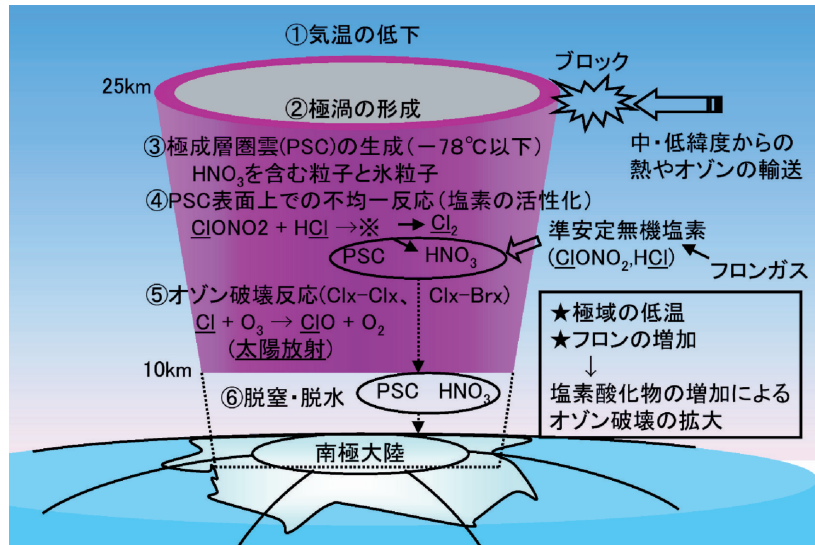 ①気温の低下
ブロック
25km
②極渦の形成
中・低緯度からの
熱やオゾンの輸送
③極成層圏雲(PSC)の生成(－78℃以下)
HNO₃を含む粒子と氷粒子
④PSC表面上での不均一反応(塩素の活性化)
ClONO2 + HCl →※ → Cl₂
PSC HNO₃
準安定無機塩素
(ClONO₂,HCl)
フロンガス
⑤オゾン破壊反応(Clx−Clx、 Clx−Brx)
Cl + O₃ → ClO + O₂
(太陽放射)
★極域の低温
★フロンの増加
↓
塩素酸化物の増加による
オゾン破壊の拡大
10km
⑥脱窒・脱水
PSC HNO₃
南極大陸